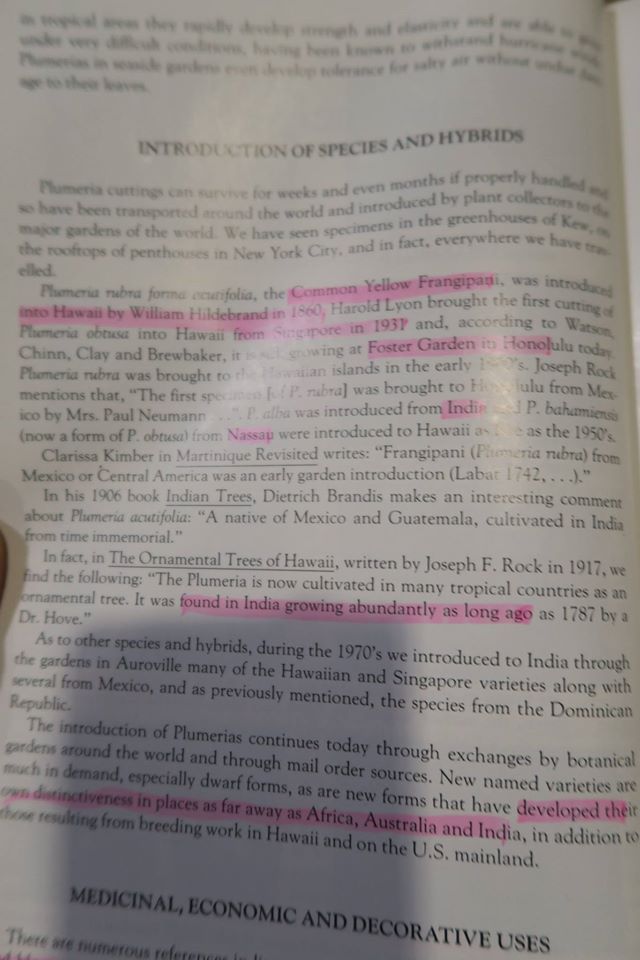 in tropical areas they rapidly develop strength and elasticity and are able to
under very difficult conditions, having been known to withstand hurricane
Plumerias in seaside gardens even develop tolerance for salty air without undue
age to their leaves.
INTRODUCTION OF SPECIES AND HYBRIDS
Plumeria cuttings can survive for weeks and even months if properly handled and
so have been transported around the world and introduced by plant collectors to the
major gardens of the world. We have seen specimens in the greenhouses of Kew, on
the rooftops of penthouses in New York City, and in fact, everywhere we have trav-
elled.
Plumeria rubra forma acutifolia, the Common Yellow Frangipani, was introduced
into Hawaii by William Hildebrand in 1860, Harold Lyon brought the first cutting of
Plumeria obtusa into Hawaii from Singapore in 1931 and, according to Watson,
Chinn, Clay and Brewbaker, it is growing at Foster Garden in Honolulu today.
Plumeria rubra was brought to the Hawaiian islands in the early Joseph Rock
mentions that, "The first specimen [of P. rubra] was brought to Honolulu from Mex-
ico by Mrs. Paul Neumann . . .". P. alba was introduced from India and P. bahamiensis
(now a form of P. obtusa) from Nassau were introduced to Hawaii as late as the 1950's.
Clarissa Kimber in Martinique Revisited writes: "Frangipani (Plumeria rubra) from
Mexico or Central America was an early garden introduction (Labat 1742, . . .)."
In his 1906 book Indian Trees, Dietrich Brandis makes an interesting comment
about Plumeria acutifolia: "A native of Mexico and Guatemala, cultivated in India
from time immemorial."
In fact, in The Ornamental Trees of Hawaii, written by Joseph F. Rock in 1917, we
find the following: "The Plumeria is now cultivated in many tropical countries as an
ornamental tree. It was found in India growing abundantly as long ago as 1787 by a
Dr. Hove."
As to other species and hybrids, during the 1970's we introduced to India through
the gardens in Auroville many of the Hawaiian and Singapore varieties along with
several from Mexico, and as previously mentioned, the species from the Dominican
Republic.
The introduction of Plumerias continues today through exchanges by botanical
gardens around the world and through mail order sources. New named varieties are
much in demand, especially dwarf forms, as are new forms that have developed their
own distinctiveness in places as far away as Africa, Australia and India, in addition to
those resulting from breeding work in Hawaii and on the U.S. mainland.
MEDICINAL, ECONOMIC AND DECORATIVE USES
There are numerous references in